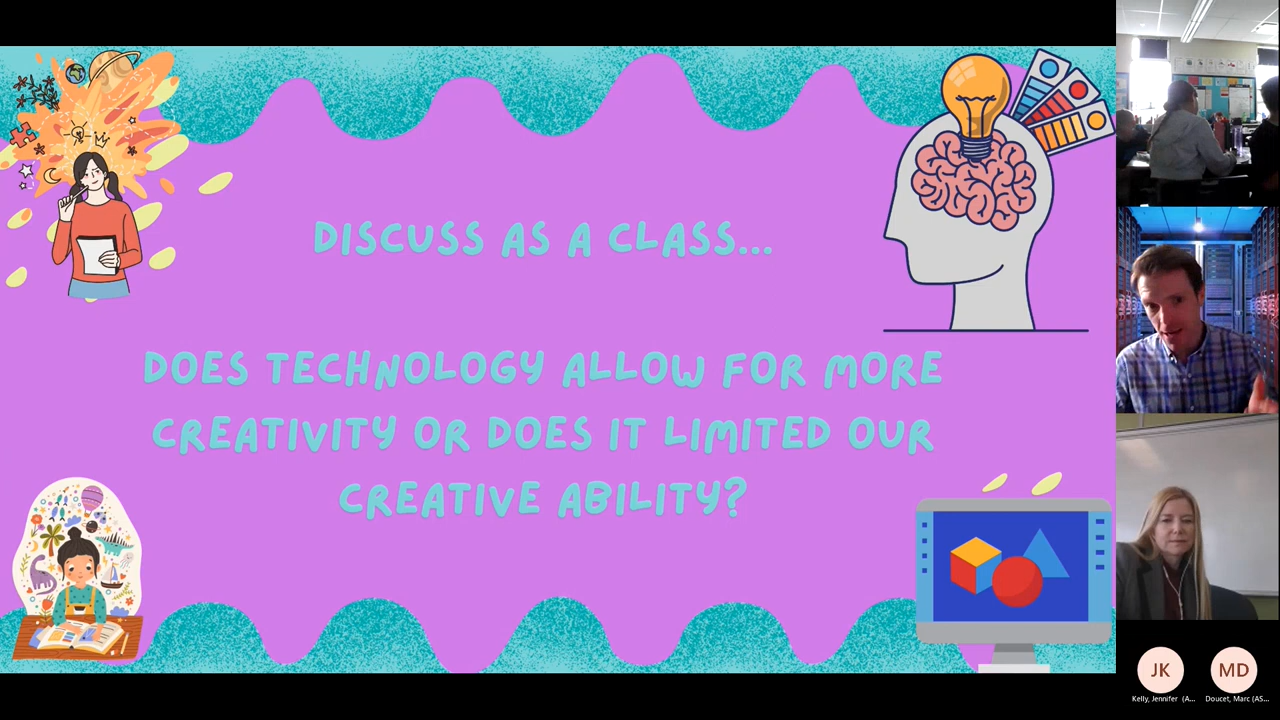 DISCUSS AS A CLASS...
DOES TECHNOLOGY ALLOW FOR MORE
CREATIVITY OR DOES IT LIMITED OUR
CREATIVE ABILITY?
JK
MD
Kelly, Jennifer (A...
Doucet, Marc (AS...